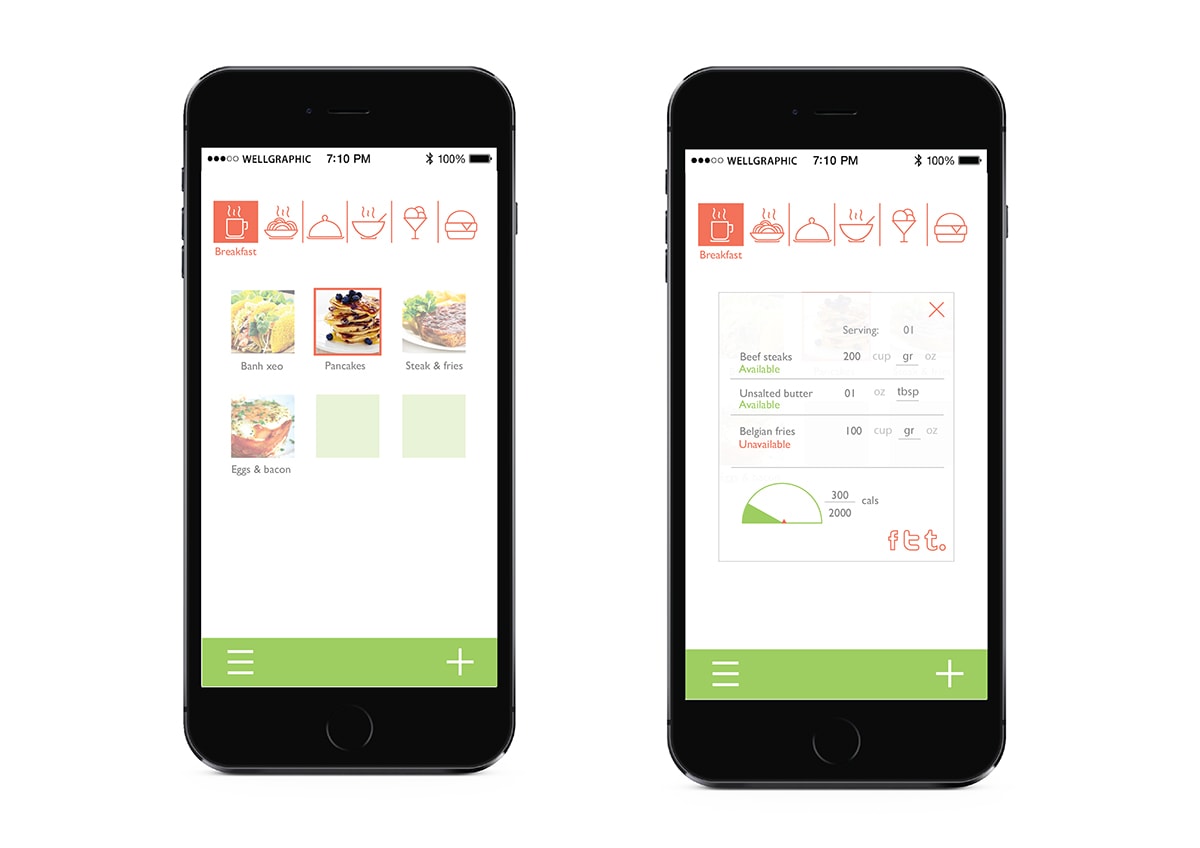 WELLGRAPHIC 7:10 PM 100%
Breakfast
Banh xeo Pancakes Steak & fries
Eggs & bacon
WELLGRAPHIC 7:10 PM 100%
Breakfast
Serving: 01
Beef steaks 200 cup gr oz
Available
Unsalted butter 01 oz tbsp
Available
Belgian fries 100 cup gr oz
Unavailable
300
cals
2000
f t t.